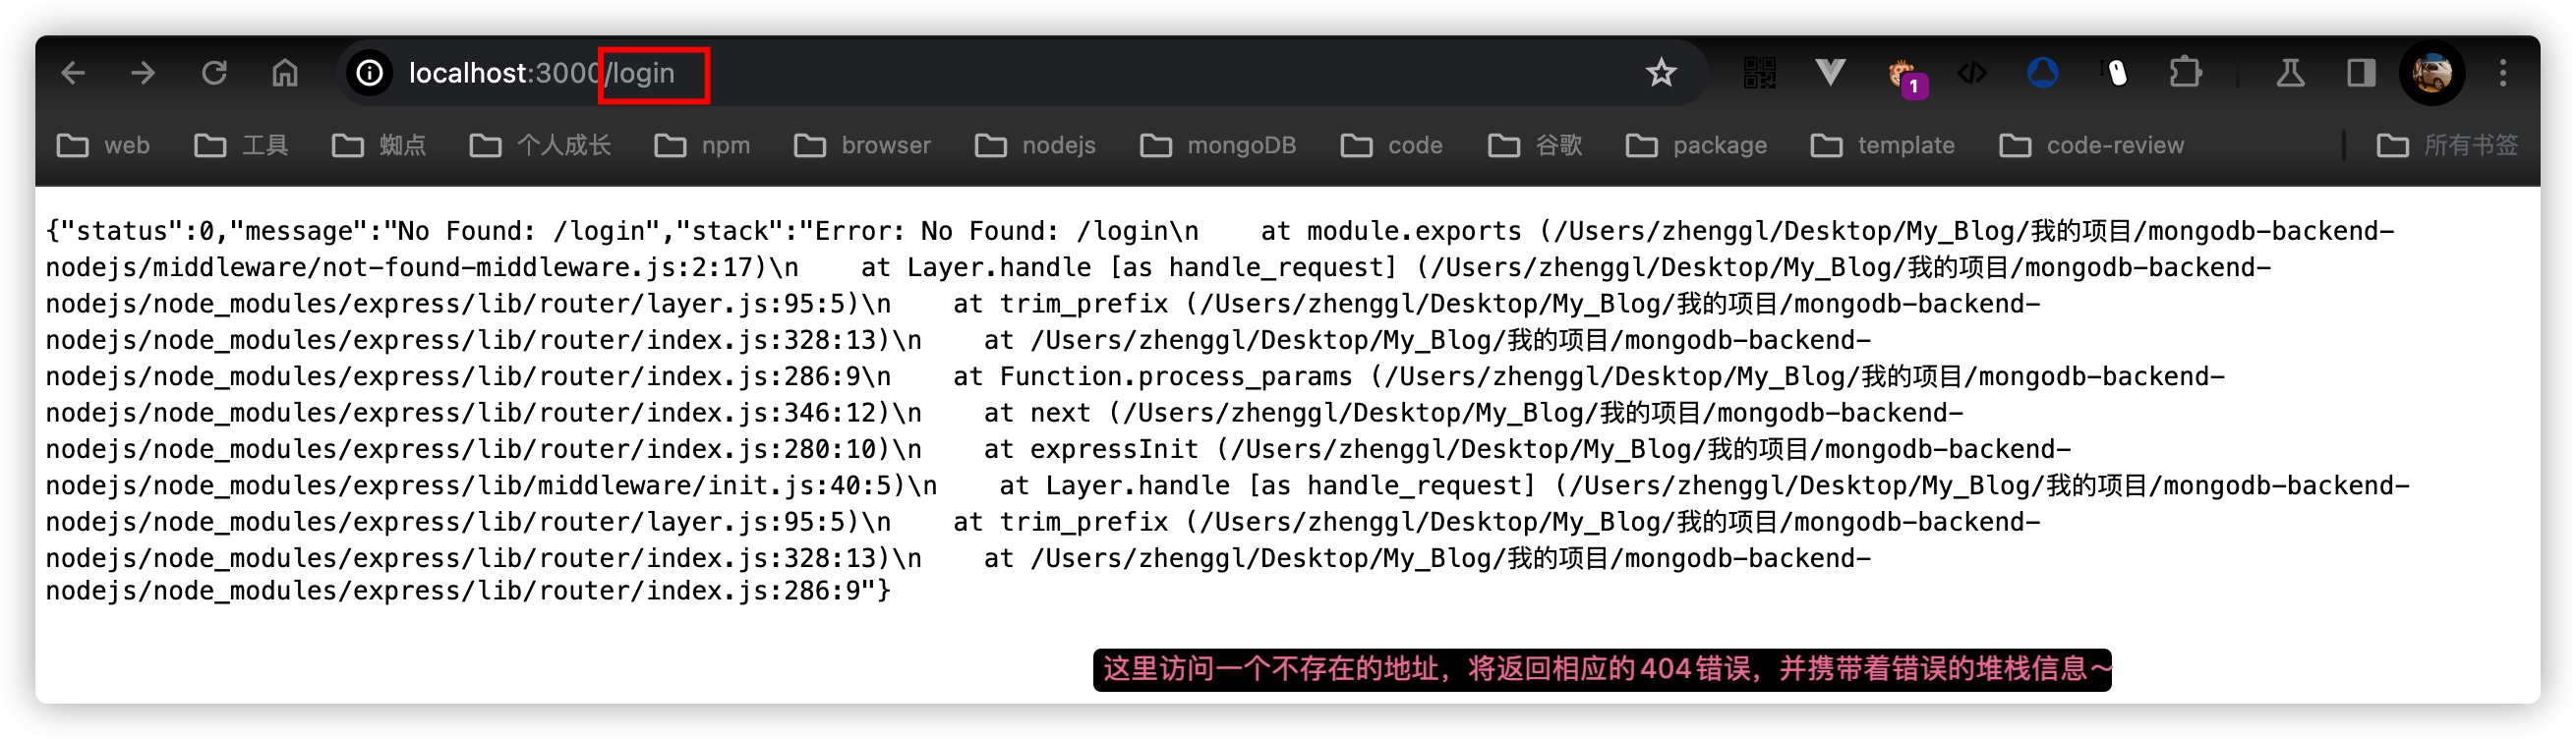 localhost:3000/login
1
web 工具 蜘点 个人成长 npm browser nodejs mongoDB code 谷歌 package template code-review 所有书签
{"status":0,"message":"No Found: /login","stack":"Error: No Found: /login\n    at module.exports (/Users/zhenggl/Desktop/My_Blog/我的项目/mongodb-backend-
nodejs/middleware/not-found-middleware.js:2:17)\n    at Layer.handle [as handle_request] (/Users/zhenggl/Desktop/My_Blog/我的项目/mongodb-backend-
nodejs/node_modules/express/lib/router/layer.js:95:5)\n    at trim_prefix (/Users/zhenggl/Desktop/My_Blog/我的项目/mongodb-backend-
nodejs/node_modules/express/lib/router/index.js:328:13)\n    at /Users/zhenggl/Desktop/My_Blog/我的项目/mongodb-backend-
nodejs/node_modules/express/lib/router/index.js:286:9\n    at Function.process_params (/Users/zhenggl/Desktop/My_Blog/我的项目/mongodb-backend-
nodejs/node_modules/express/lib/router/index.js:346:12)\n    at next (/Users/zhenggl/Desktop/My_Blog/我的项目/mongodb-backend-
nodejs/node_modules/express/lib/router/index.js:280:10)\n    at expressInit (/Users/zhenggl/Desktop/My_Blog/我的项目/mongodb-backend-
nodejs/node_modules/express/lib/middleware/init.js:40:5)\n    at Layer.handle [as handle_request] (/Users/zhenggl/Desktop/My_Blog/我的项目/mongodb-backend-
nodejs/node_modules/express/lib/router/layer.js:95:5)\n    at trim_prefix (/Users/zhenggl/Desktop/My_Blog/我的项目/mongodb-backend-
nodejs/node_modules/express/lib/router/index.js:328:13)\n    at /Users/zhenggl/Desktop/My_Blog/我的项目/mongodb-backend-
nodejs/node_modules/express/lib/router/index.js:286:9"}
这里访问一个不存在的地址，将返回相应的404错误，并携带着错误的堆栈信息～